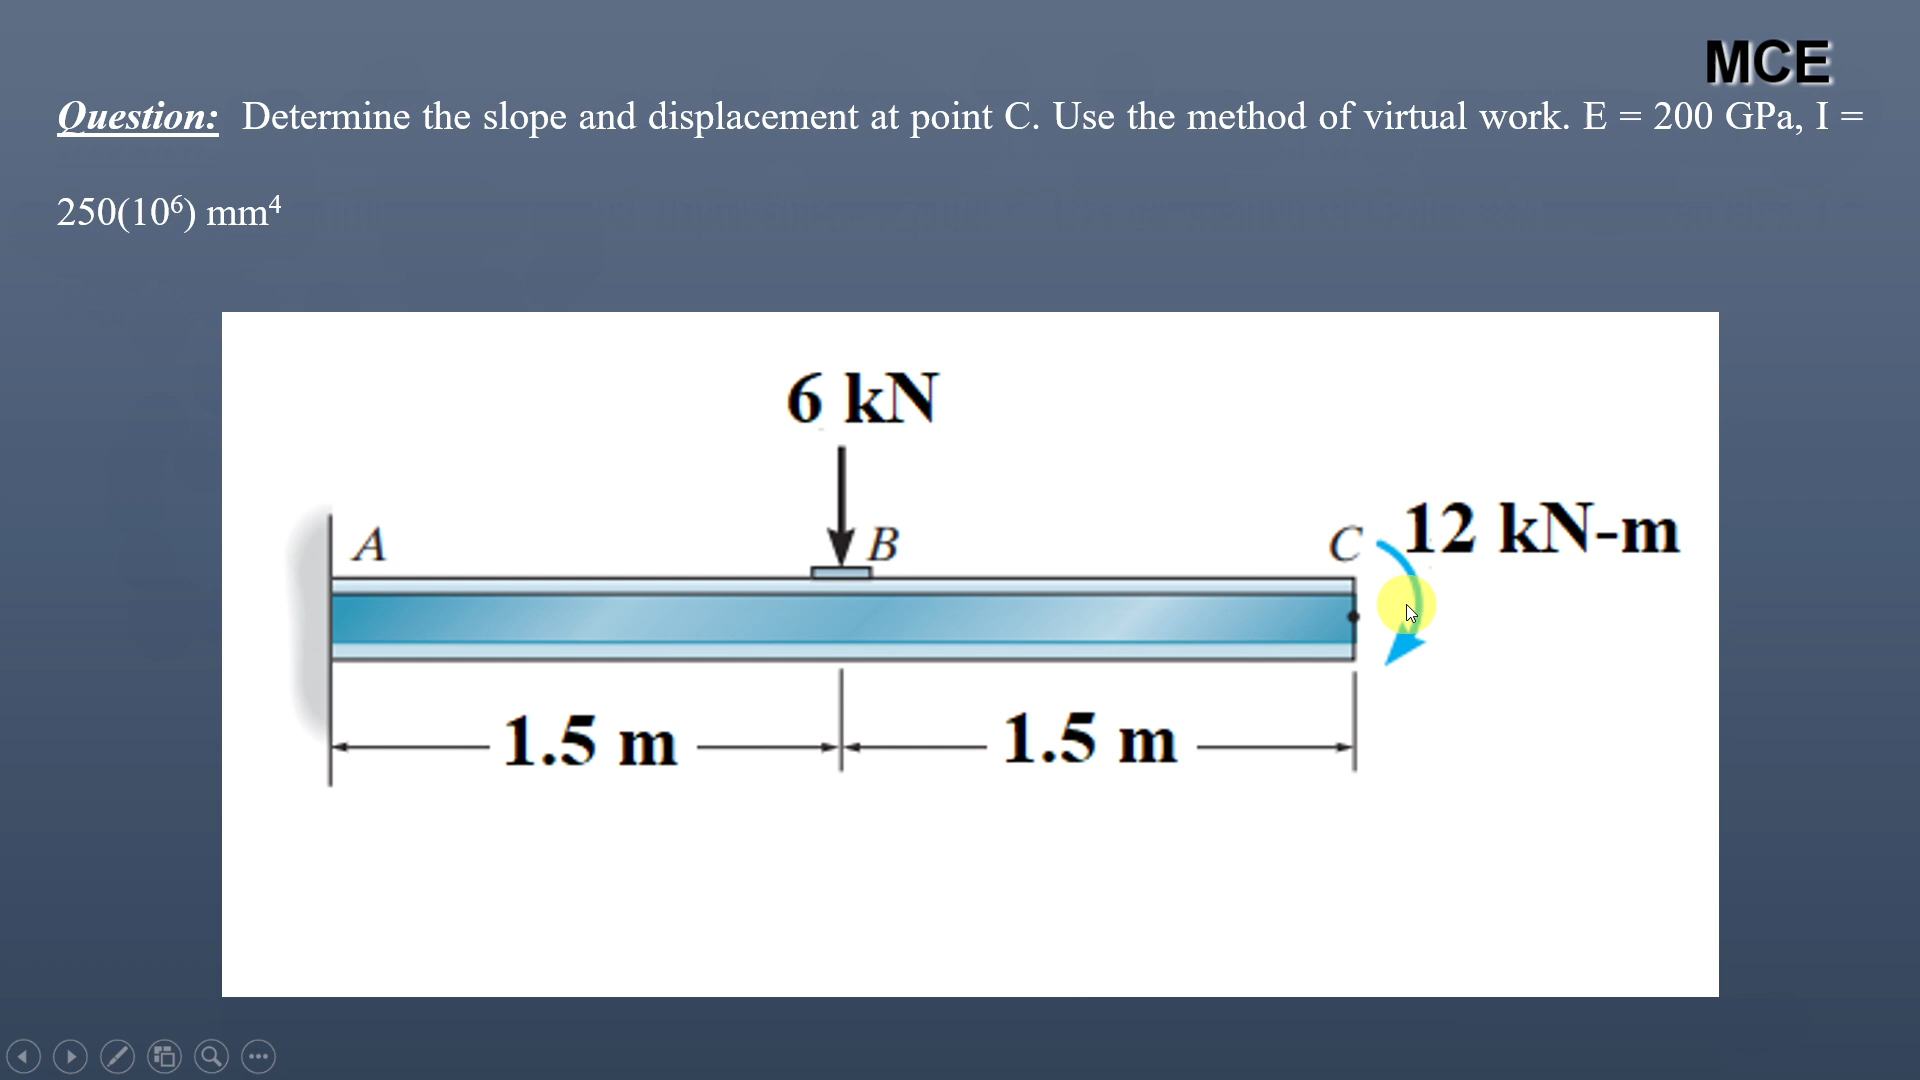 MCE
Question: Determine the slope and displacement at point C. Use the method of virtual work. E = 200 GPa, I =
250(10⁶) mm⁴
6 kN
A
B
C
12 kN-m
1.5 m
1.5 m